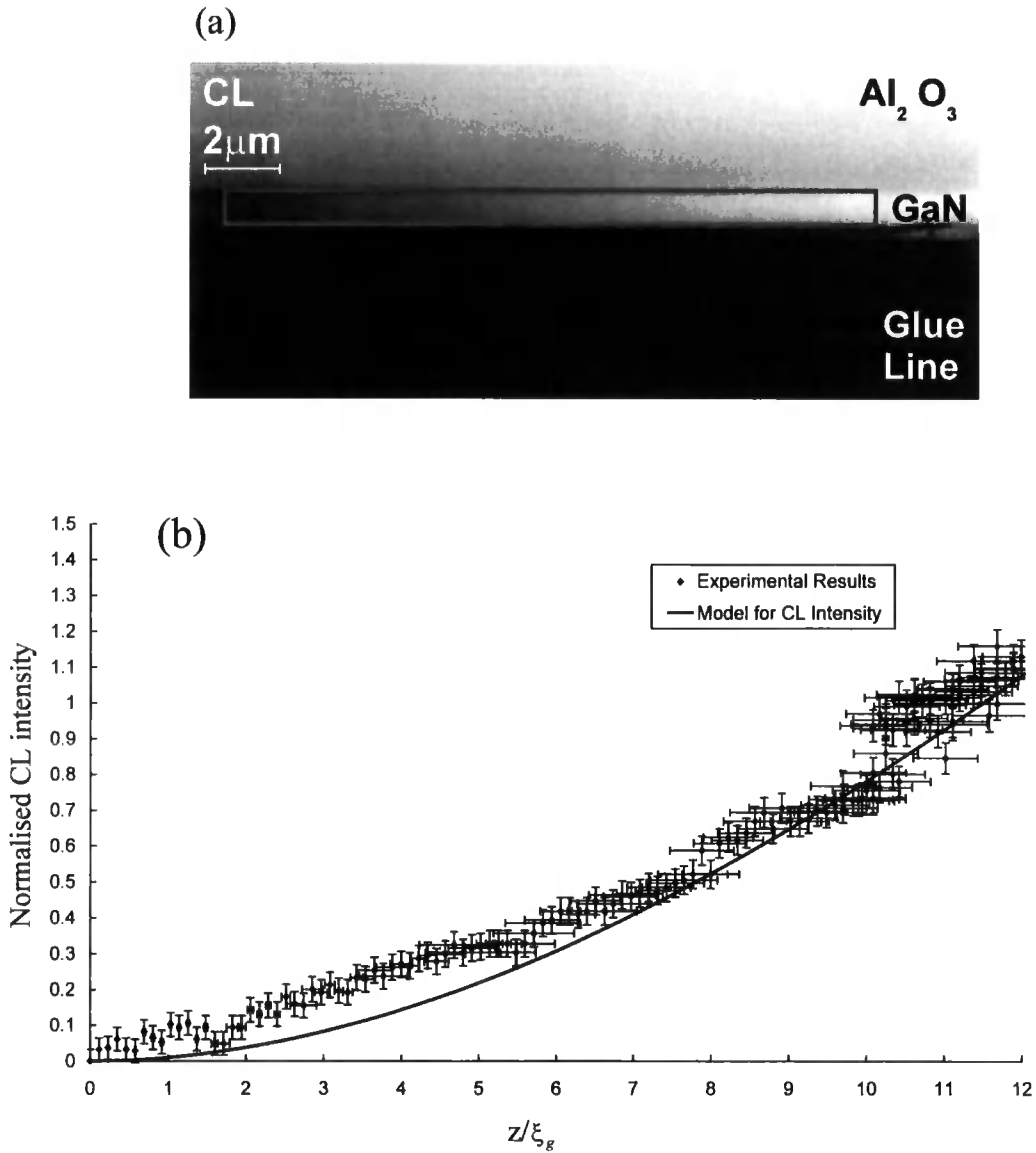 (a)
CL
2μm
Al₂ O₃
GaN
Glue
Line
(b)
Normalised CL intensity
1.5
1.4
1.3
1.2
1.1
1
0.9
0.8
0.7
0.6
0.5
0.4
0.3
0.2
0.1
0
Experimental Results
Model for CL Intensity
0 1 2 3 4 5 6 7 8 9 10 11 12
z/ξg